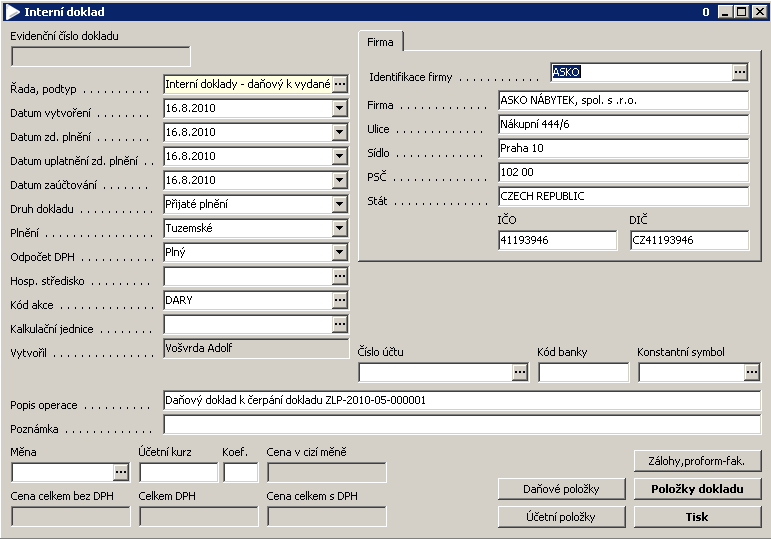 Interní doklad 0
Evidenční číslo dokladu
Řada, podtyp . . . . . . . . . . Interní doklady - daňový k vydané ...
Datum vytvoření . . . . . . . . 16.8.2010
Datum zd. plnění . . . . . . . . 16.8.2010
Datum uplatnění zd. plnění . . 16.8.2010
Datum zaúčtování . . . . . . . 16.8.2010
Druh dokladu . . . . . . . . . . Přijaté plnění
Plnění . . . . . . . . . . . . . Tuzemské
Odpočet DPH . . . . . . . . . . Plný
Hosp. středisko . . . . . . . . ...
Kód akce . . . . . . . . . . . . DARY ...
Kalkulační jednice . . . . . . . ...
Vytvořil . . . . . . . . . . . . Vošvrda Adolf
Firma
Identifikace firmy . . . . . . . . . . . ASKO ...
Firma . . . . . . . . . . . . ASKO NÁBYTEK, spol. s .r.o.
Ulice . . . . . . . . . . . . Nákupní 444/6
Sídlo . . . . . . . . . . . . Praha 10
PSČ . . . . . . . . . . . . 102 00
Stát . . . . . . . . . . . . CZECH REPUBLIC
IČO DIČ
41193946 CZ41193946
Číslo účtu Kód banky Konstantní symbol
... ...
Popis operace . . . . . . . . . Daňový doklad k čerpání dokladu ZLP-2010-05-000001
Poznámka . . . . . . . . . . . .
Měna Účetní kurz Koef. Cena v cizí měně
...
Cena celkem bez DPH Celkem DPH Cena celkem s DPH
Zálohy,proform-fak.
Daňové položky Položky dokladu
Účetní položky Tisk